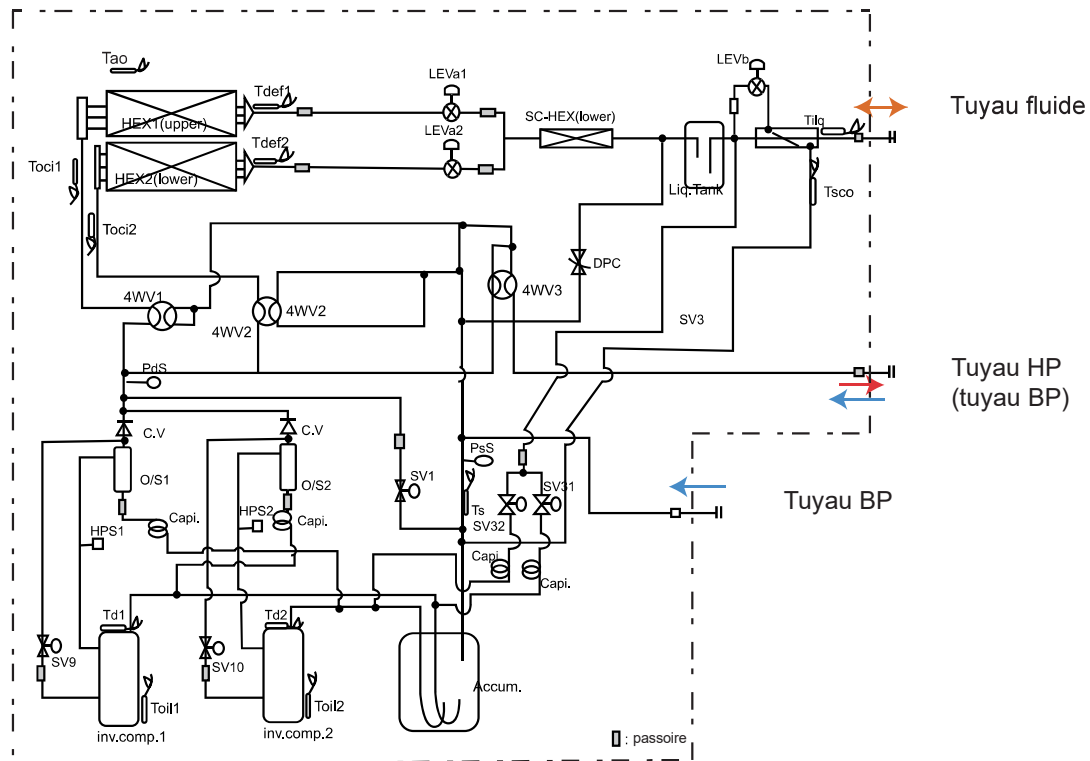 Tao
LEVa1
LEVb
Tdef1
HEX1(upper)
LEVa2
SC-HEX(lower)
Tilq
Tuyau fluide
Tdef2
HEX2(lower)
Toci1
Liq.Tank
Tsco
Toci2
DPC
4WV1
4WV2
4WV3
4WV2
SV3
PdS
Tuyau HP
(tuyau BP)
C.V
C.V
PsS
SV1
SV31
Tuyau BP
O/S1
O/S2
Ts
SV32
Capi.
HPS2
Capi.
HPS1
Capi.
Capi.
Td1
Td2
SV9
SV10
Accum.
Toil1
Toil2
inv.comp.1
inv.comp.2
: passoire